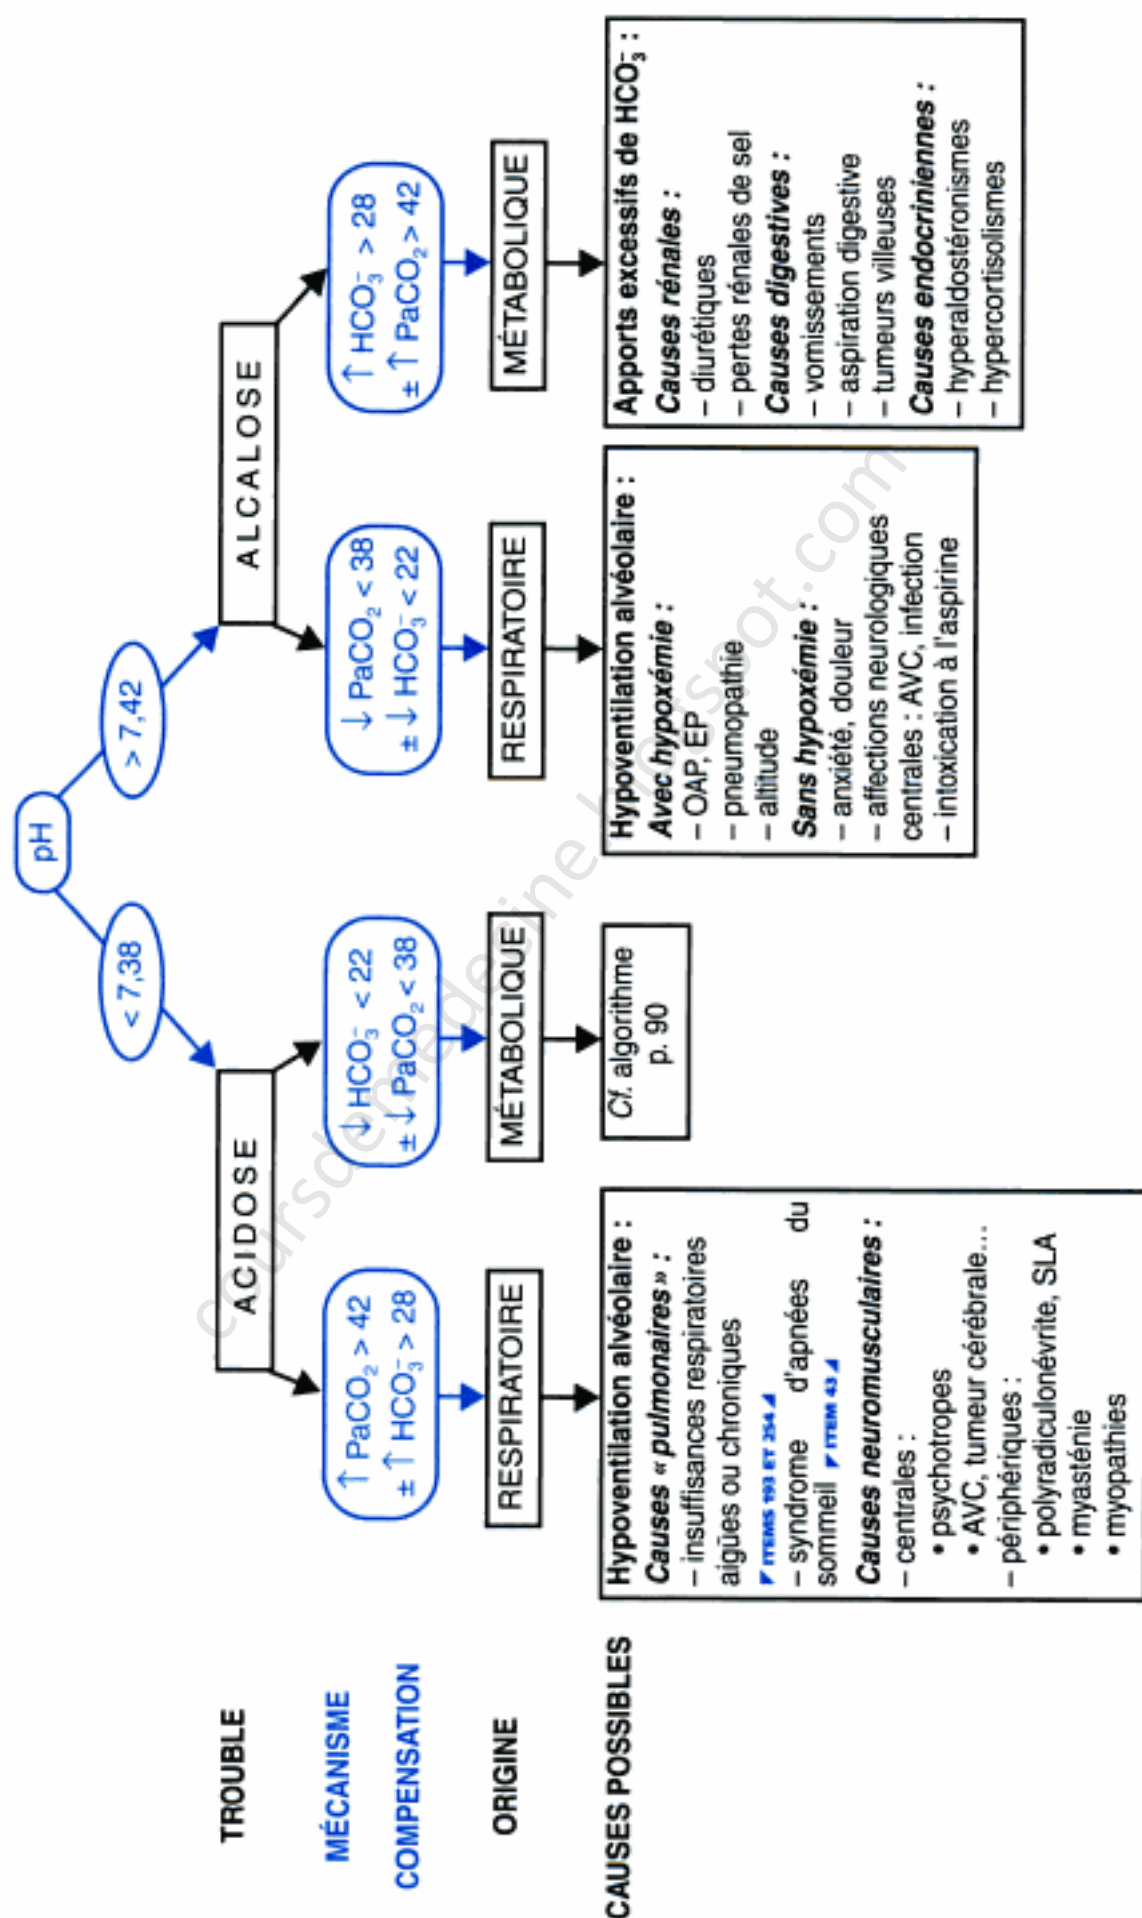 pH
< 7,38
> 7,42
TROUBLE
ACIDOSE
ALCALOSE
MÉCANISME
COMPENSATION
↑ PaCO₂ > 42
± ↑ HCO₃⁻ > 28
↓ HCO₃⁻ < 22
± ↓ PaCO₂ < 38
↓ PaCO₂ < 38
± ↓ HCO₃⁻ < 22
↑ HCO₃⁻ > 28
± ↑ PaCO₂ > 42
ORIGINE
RESPIRATOIRE
MÉTABOLIQUE
RESPIRATOIRE
MÉTABOLIQUE
CAUSES POSSIBLES
Hypoventilation alvéolaire :
Causes « pulmonaires » :
– insuffisances respiratoires
aigües ou chroniques
ITEMS 193 ET 254
– syndrome d'apnées du
sommeil ITEM 43
Causes neuromusculaires :
– centrales :
• psychotropes
• AVC, tumeur cérébrale...
– périphériques :
• polyradiculonévrite, SLA
• myasténie
• myopathies
Cf. algorithme
p. 90
Hypoventilation alvéolaire :
Avec hypoxémie :
– OAP, EP
– pneumopathie
– altitude
Sans hypoxémie :
– anxiété, douleur
– affections neurologiques
centrales : AVC, infection
– intoxication à l'aspirine
Apports excessifs de HCO₃⁻ :
Causes rénales :
– diurétiques
– pertes rénales de sel
Causes digestives :
– vomissements
– aspiration digestive
– tumeurs villeuses
Causes endocriniennes :
– hyperaldostéronismes
– hypercortisolismes
coursdemedecine.blogspot.com